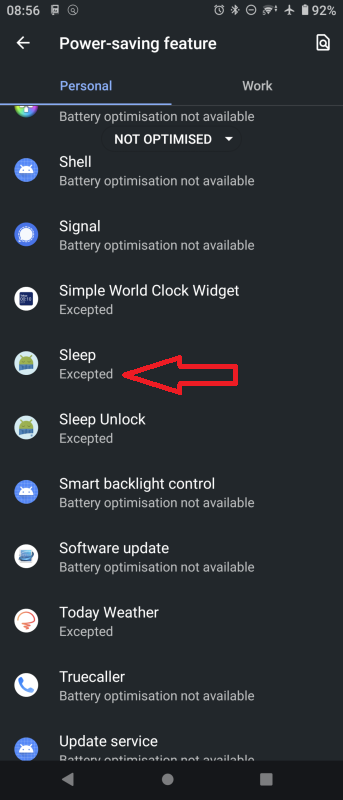 08:56
92%
Power-saving feature
Personal
Work
Battery optimisation not available
NOT OPTIMISED
Shell
Battery optimisation not available
Signal
Battery optimisation not available
Simple World Clock Widget
Excepted
Sleep
Excepted
Sleep Unlock
Excepted
Smart backlight control
Battery optimisation not available
Software update
Battery optimisation not available
Today Weather
Excepted
Truecaller
Battery optimisation not available
Update service
Battery optimisation not available